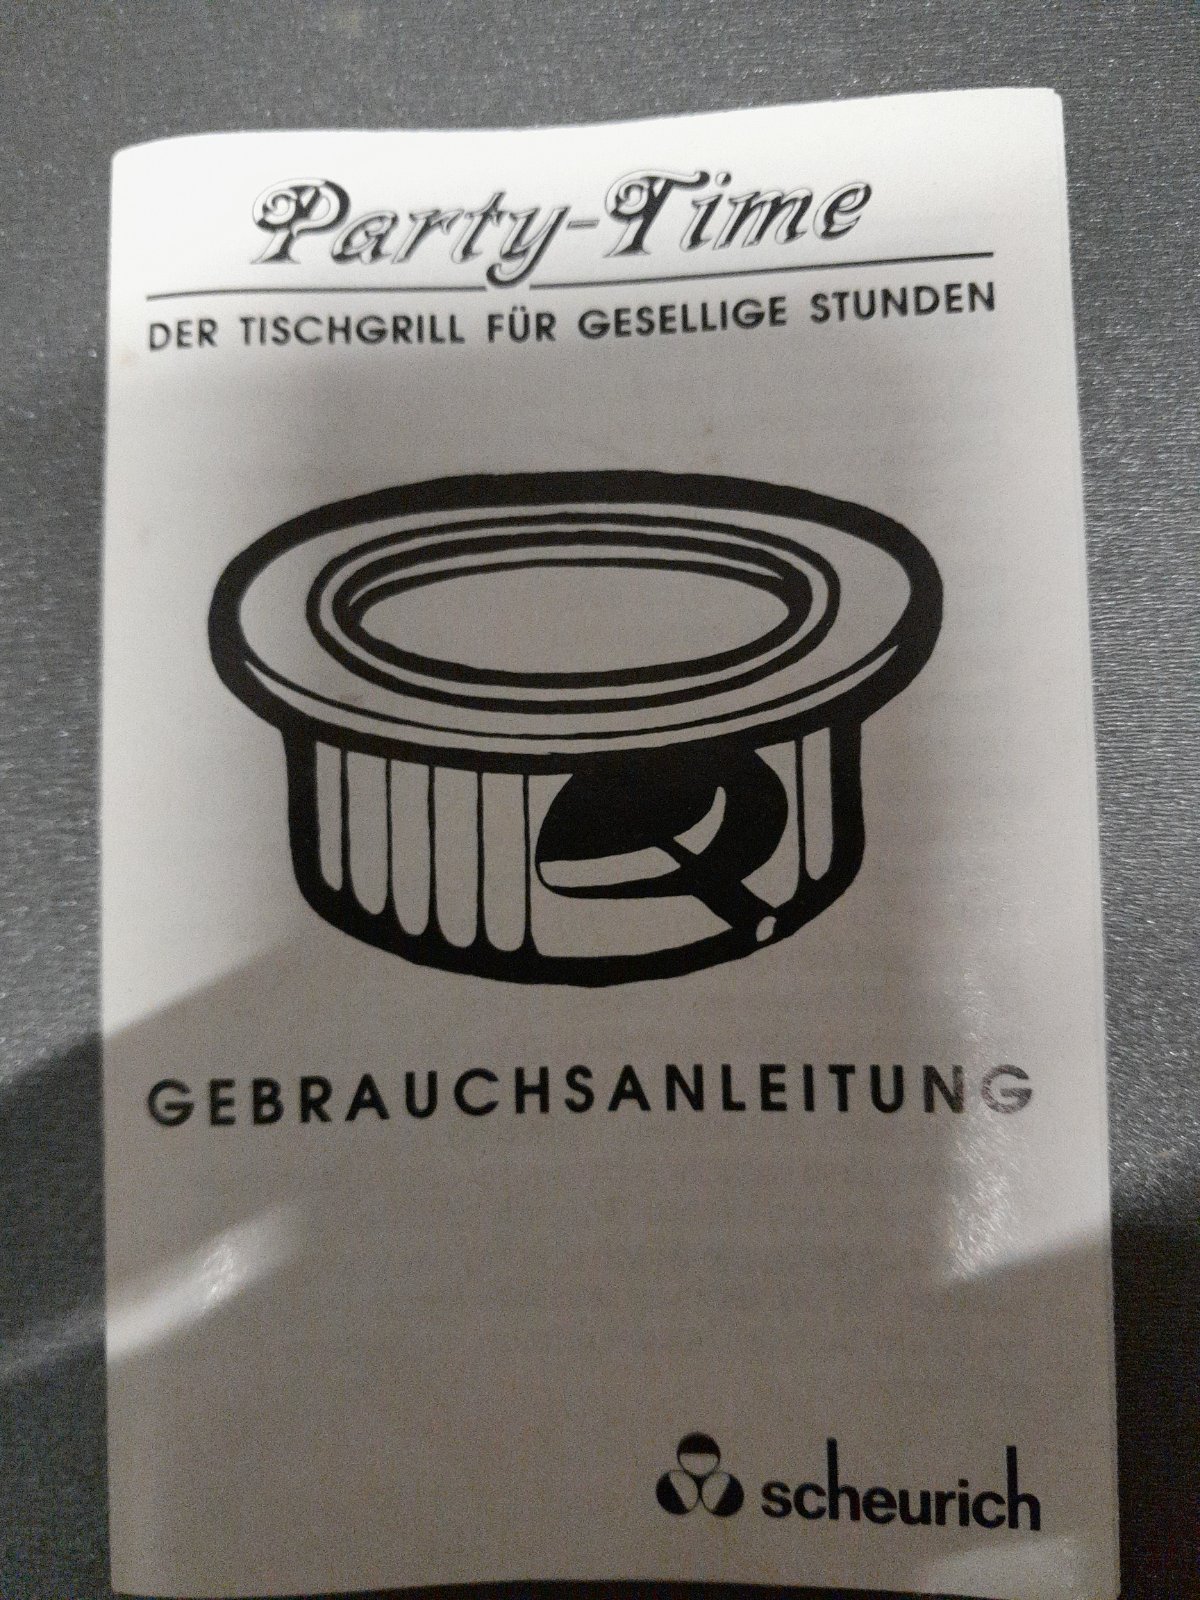 Party-Time
DER TISCHGRILL FÜR GESELLIGE STUNDEN
GEBRAUCHSANLEITUNG
scheurich